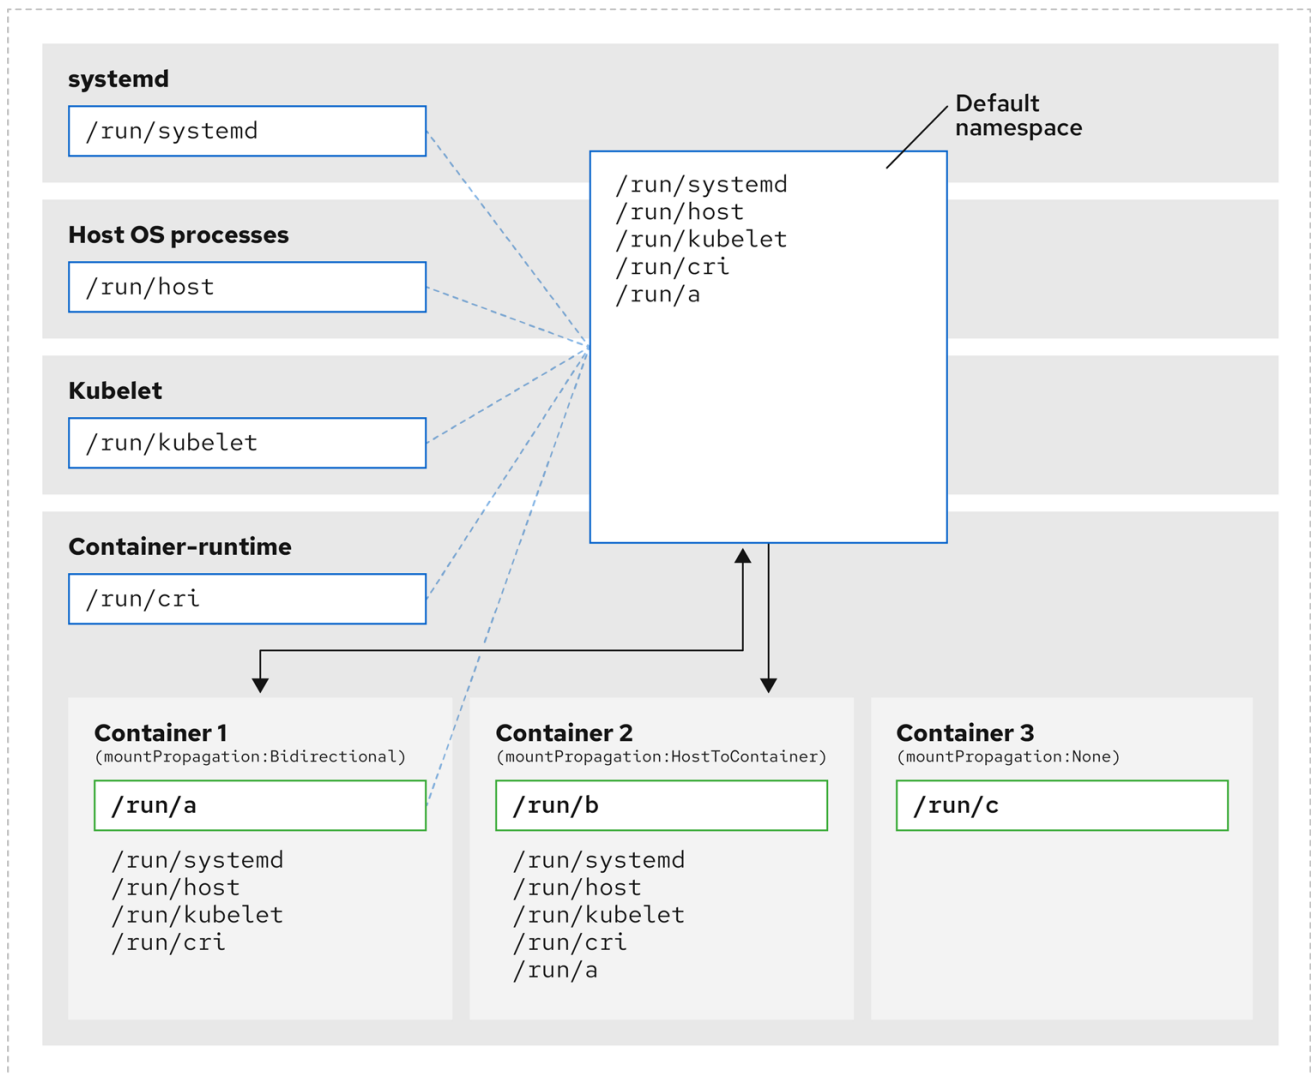 systemd
/run/systemd
Default
namespace
/run/systemd
/run/host
/run/kubelet
/run/cri
/run/a
Host OS processes
/run/host
Kubelet
/run/kubelet
Container-runtime
/run/cri
Container 1
(mountPropagation:Bidirectional)
/run/a
/run/systemd
/run/host
/run/kubelet
/run/cri
Container 2
(mountPropagation:HostToContainer)
/run/b
/run/systemd
/run/host
/run/kubelet
/run/cri
/run/a
Container 3
(mountPropagation:None)
/run/c